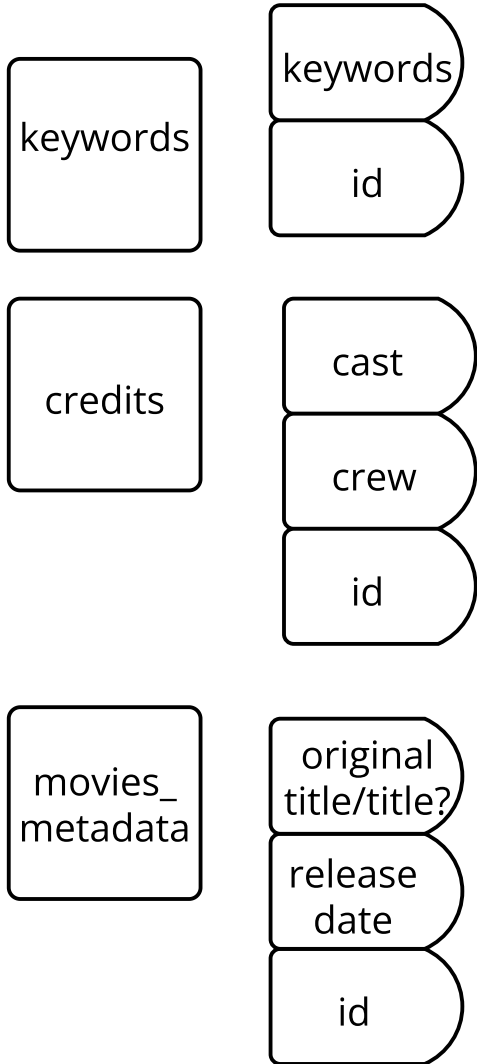 keywords
keywords
id
credits
cast
crew
id
movies_
metadata
original
title/title?
release
date
id